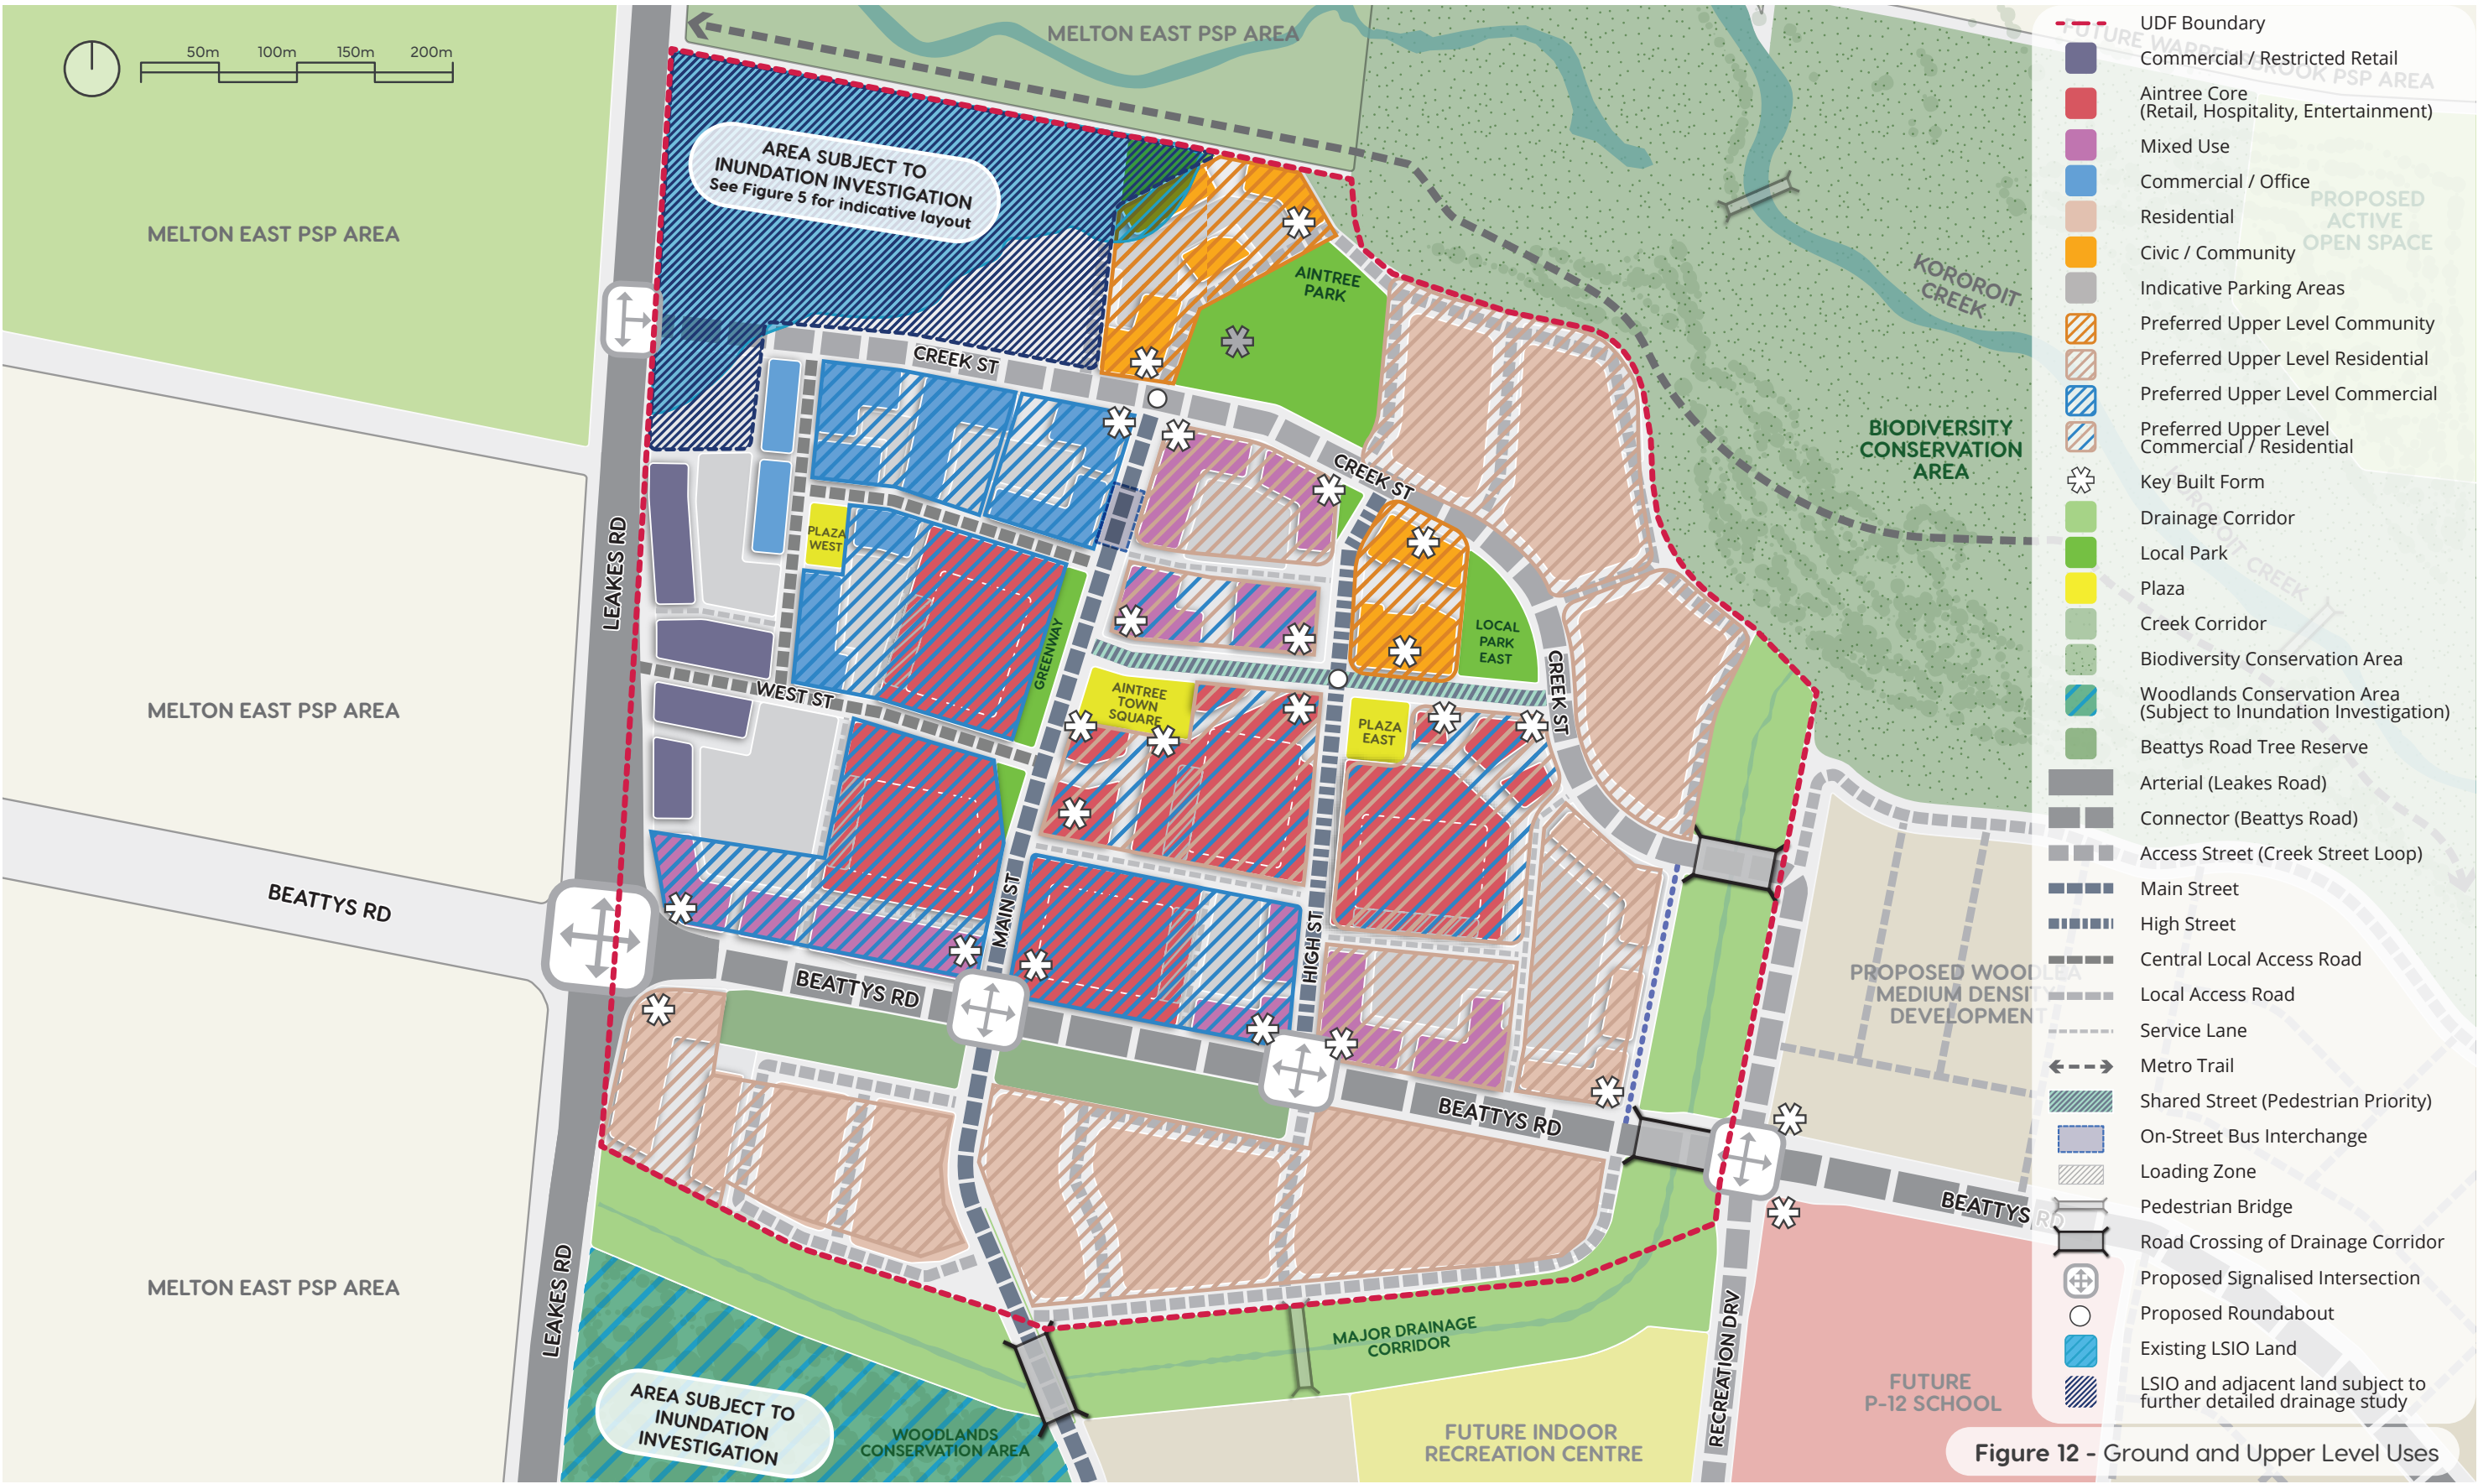 50m 100m 150m 200m
MELTON EAST PSP AREA
MELTON EAST PSP AREA
MELTON EAST PSP AREA
MELTON EAST PSP AREA
AREA SUBJECT TO
INUNDATION INVESTIGATION
See Figure 5 for indicative layout
AINTREE
PARK
CREEK ST
CREEK ST
CREEK ST
KOROROIT
CREEK
BIODIVERSITY
CONSERVATION
AREA
FUTURE WARRENSBROOK PSP AREA
PROPOSED
ACTIVE
OPEN SPACE
KOROROIT CREEK
PLAZA
WEST
LEAKES RD
GREENWAY
WEST ST
AINTREE
TOWN
SQUARE
LOCAL
PARK
EAST
PLAZA
EAST
MAIN ST
HIGH ST
BEATTYS RD
BEATTYS RD
BEATTYS RD
BEATTYS RD
PROPOSED WOODLEA
MEDIUM DENSITY
DEVELOPMENT
LEAKES RD
AREA SUBJECT TO
INUNDATION
INVESTIGATION
WOODLANDS
CONSERVATION AREA
MAJOR DRAINAGE
CORRIDOR
FUTURE INDOOR
RECREATION CENTRE
RECREATION DRV
FUTURE
P-12 SCHOOL
UDF Boundary
Commercial / Restricted Retail
Aintree Core
(Retail, Hospitality, Entertainment)
Mixed Use
Commercial / Office
Residential
Civic / Community
Indicative Parking Areas
Preferred Upper Level Community
Preferred Upper Level Residential
Preferred Upper Level Commercial
Preferred Upper Level
Commercial / Residential
Key Built Form
Drainage Corridor
Local Park
Plaza
Creek Corridor
Biodiversity Conservation Area
Woodlands Conservation Area
(Subject to Inundation Investigation)
Beattys Road Tree Reserve
Arterial (Leakes Road)
Connector (Beattys Road)
Access Street (Creek Street Loop)
Main Street
High Street
Central Local Access Road
Local Access Road
Service Lane
Metro Trail
Shared Street (Pedestrian Priority)
On-Street Bus Interchange
Loading Zone
Pedestrian Bridge
Road Crossing of Drainage Corridor
Proposed Signalised Intersection
Proposed Roundabout
Existing LSIO Land
LSIO and adjacent land subject to
further detailed drainage study
Figure 12 - Ground and Upper Level Uses